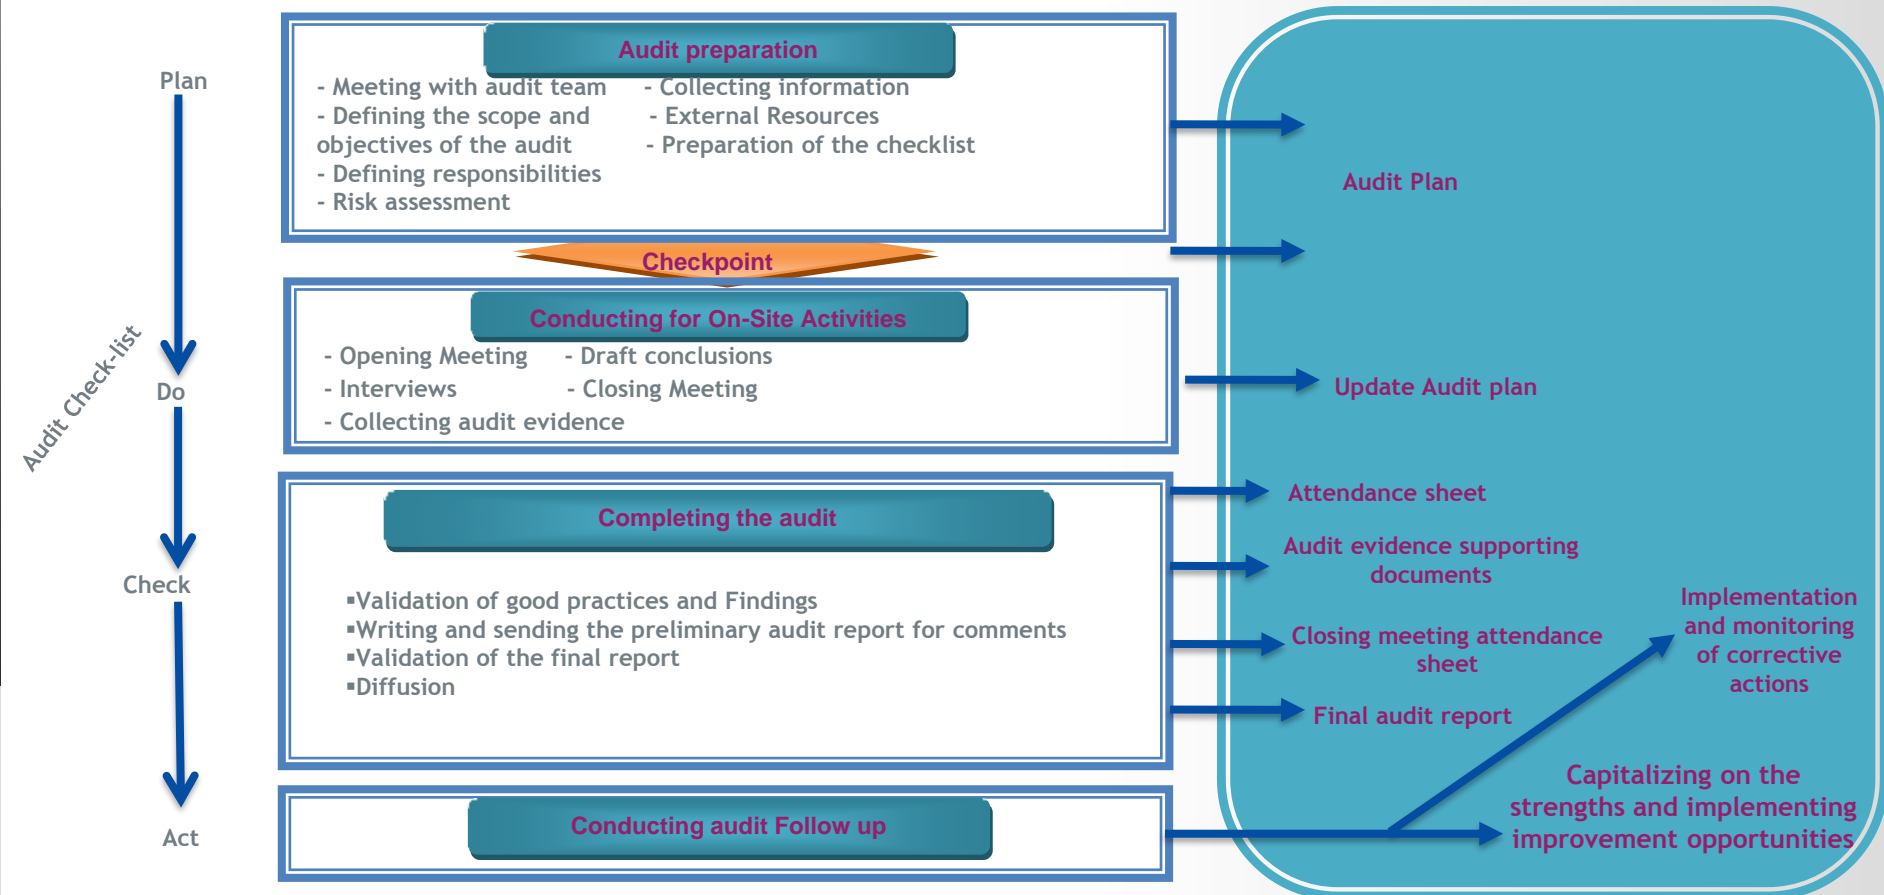 Plan
Audit preparation
- Meeting with audit team - Collecting information
- Defining the scope and - External Resources
objectives of the audit - Preparation of the checklist
- Defining responsibilities
- Risk assessment
Audit Plan
Checkpoint
Conducting for On-Site Activities
- Opening Meeting - Draft conclusions
- Interviews - Closing Meeting
- Collecting audit evidence
Update Audit plan
Audit Check-list
Do
Completing the audit
▪Validation of good practices and Findings
▪Writing and sending the preliminary audit report for comments
▪Validation of the final report
▪Diffusion
Attendance sheet
Audit evidence supporting
documents
Closing meeting attendance
sheet
Final audit report
Check
Implementation
and monitoring
of corrective
actions
Act
Conducting audit Follow up
Capitalizing on the
strengths and implementing
improvement opportunities